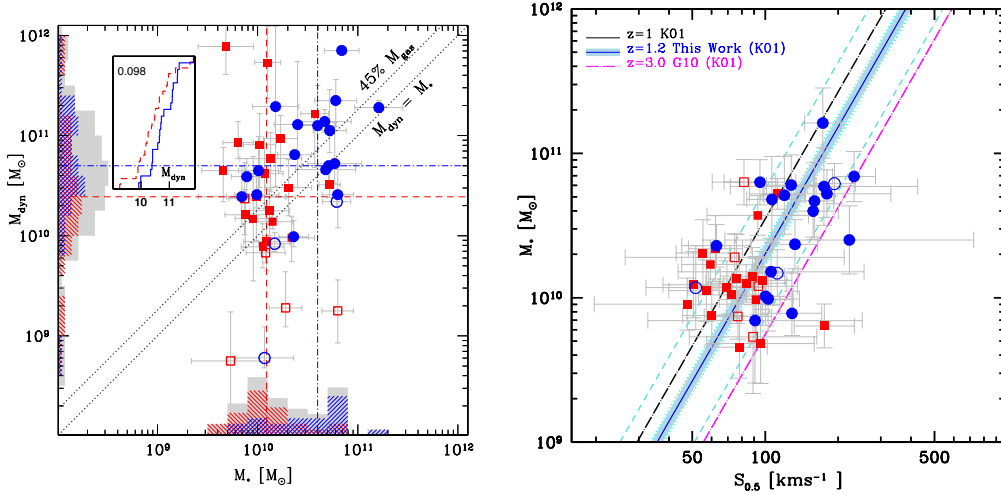 10¹²
10¹¹
10¹⁰
10⁹
M_dyn [M_⊙]
0.098
M_dyn
10 11
45% M_gas
M_dyn = M_*
10⁹ 10¹⁰ 10¹¹ 10¹²
M_* [M_⊙]
10¹²
10¹¹
10¹⁰
10⁹
M_* [M_⊙]
z=1 K01
z=1.2 This Work (K01)
z=3.0 G10 (K01)
50 100 500
S_0.5 [kms⁻¹]